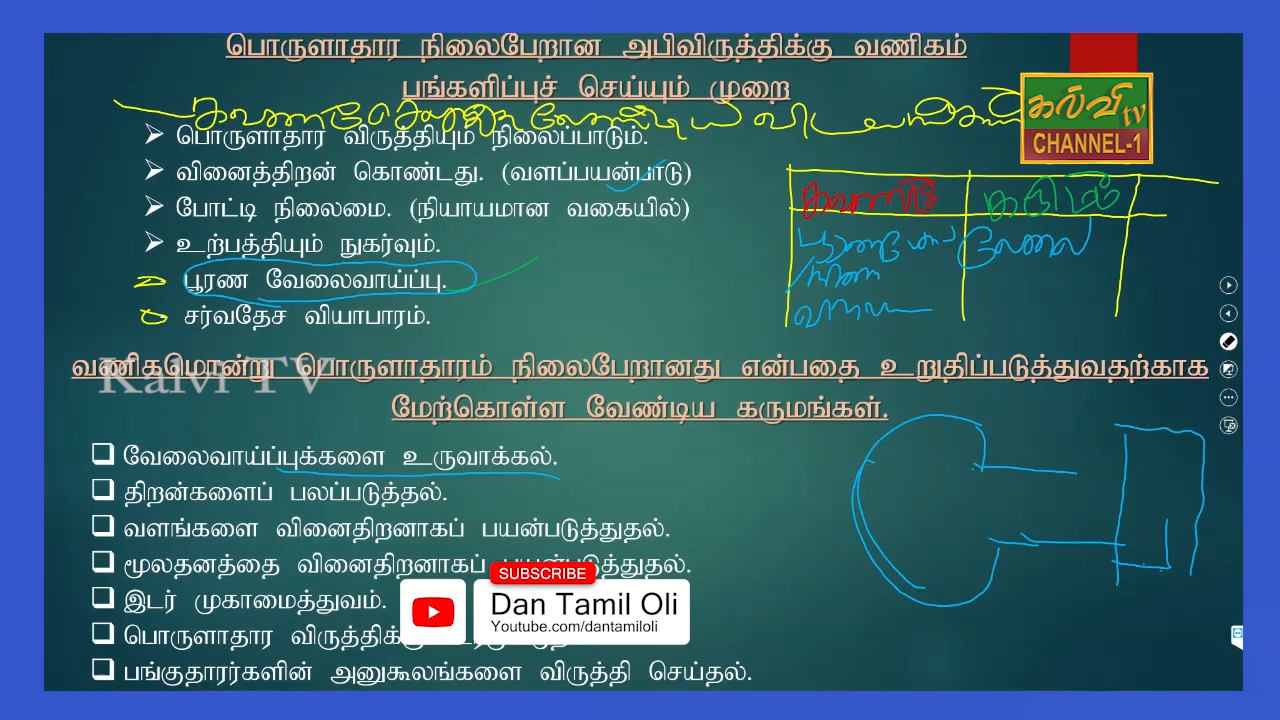 பொருளாதார நிலைபேறான அபிவிருத்திக்கு வணிகம்
பங்களிப்புச் செய்யும் முறை
கல்வி tv
CHANNEL-1
பொருளாதார விருத்தியும் நிலைப்பாடும்.
வினைத்திறன் கொண்டது. (வளப்பயன்பாடு)
போட்டி நிலைமை. (நியாயமான வகையில்)
உற்பத்தியும் நுகர்வும்.
பூரண வேலைவாய்ப்பு.
சர்வதேச வியாபாரம்.
வேலை
Kalvi TV
வணிகமொன்று பொருளாதாரம் நிலைபேறானது என்பதை உறுதிப்படுத்துவதற்காக
மேற்கொள்ள வேண்டிய கருமங்கள்.
வேலைவாய்ப்புக்களை உருவாக்கல்.
திறன்களைப் பலப்படுத்தல்.
வளங்களை வினைதிறனாகப் பயன்படுத்துதல்.
மூலதனத்தை வினைதிறனாகப் பயன்படுத்துதல்.
இடர் முகாமைத்துவம்.
பொருளாதார
பங்குதாரர்களின் அனுகூலங்களை விருத்தி செய்தல்.
SUBSCRIBE
Dan Tamil Oli
Youtube.com/dantamiloli